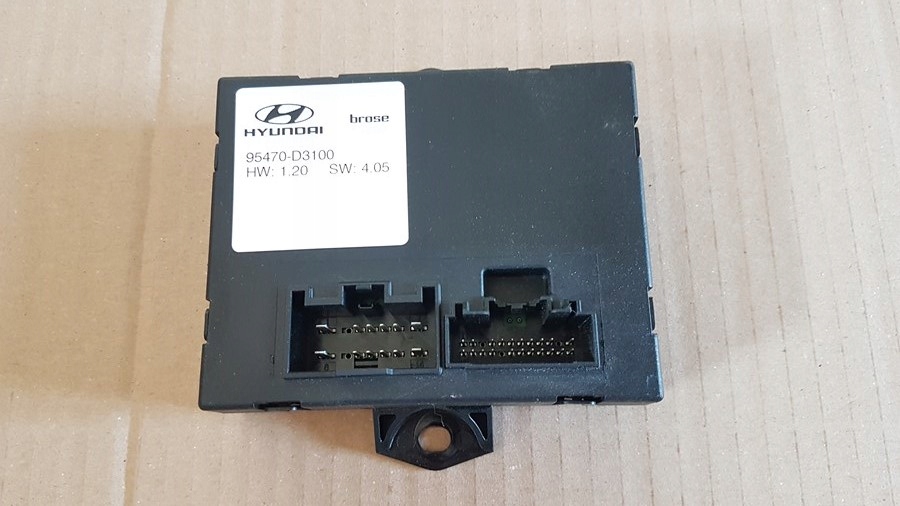 HYUNDAI brose
95470-D3100
HW: 1.20 SW: 4.05